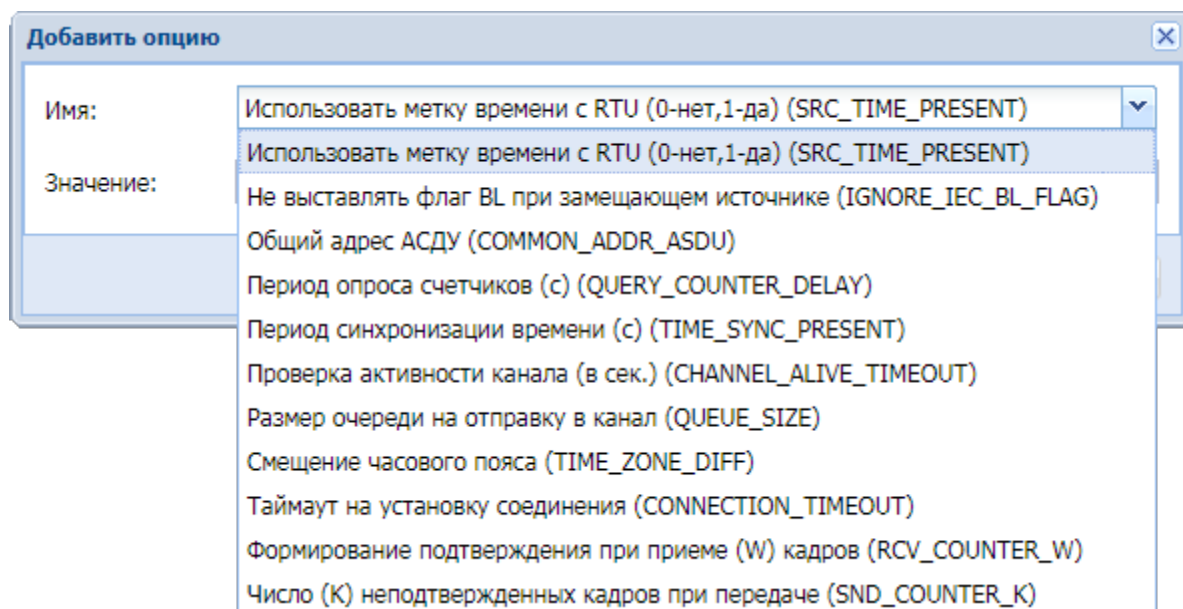 Добавить опцию
Имя:
Использовать метку времени с RTU (0-нет,1-да) (SRC_TIME_PRESENT)
Использовать метку времени с RTU (0-нет,1-да) (SRC_TIME_PRESENT)
Значение:
Не выставлять флаг BL при замещающем источнике (IGNORE_IEC_BL_FLAG)
Общий адрес АСДУ (COMMON_ADDR_ASDU)
Период опроса счетчиков (с) (QUERY_COUNTER_DELAY)
Период синхронизации времени (с) (TIME_SYNC_PRESENT)
Проверка активности канала (в сек.) (CHANNEL_ALIVE_TIMEOUT)
Размер очереди на отправку в канал (QUEUE_SIZE)
Смещение часового пояса (TIME_ZONE_DIFF)
Таймаут на установку соединения (CONNECTION_TIMEOUT)
Формирование подтверждения при приеме (W) кадров (RCV_COUNTER_W)
Число (K) неподтвержденных кадров при передаче (SND_COUNTER_K)